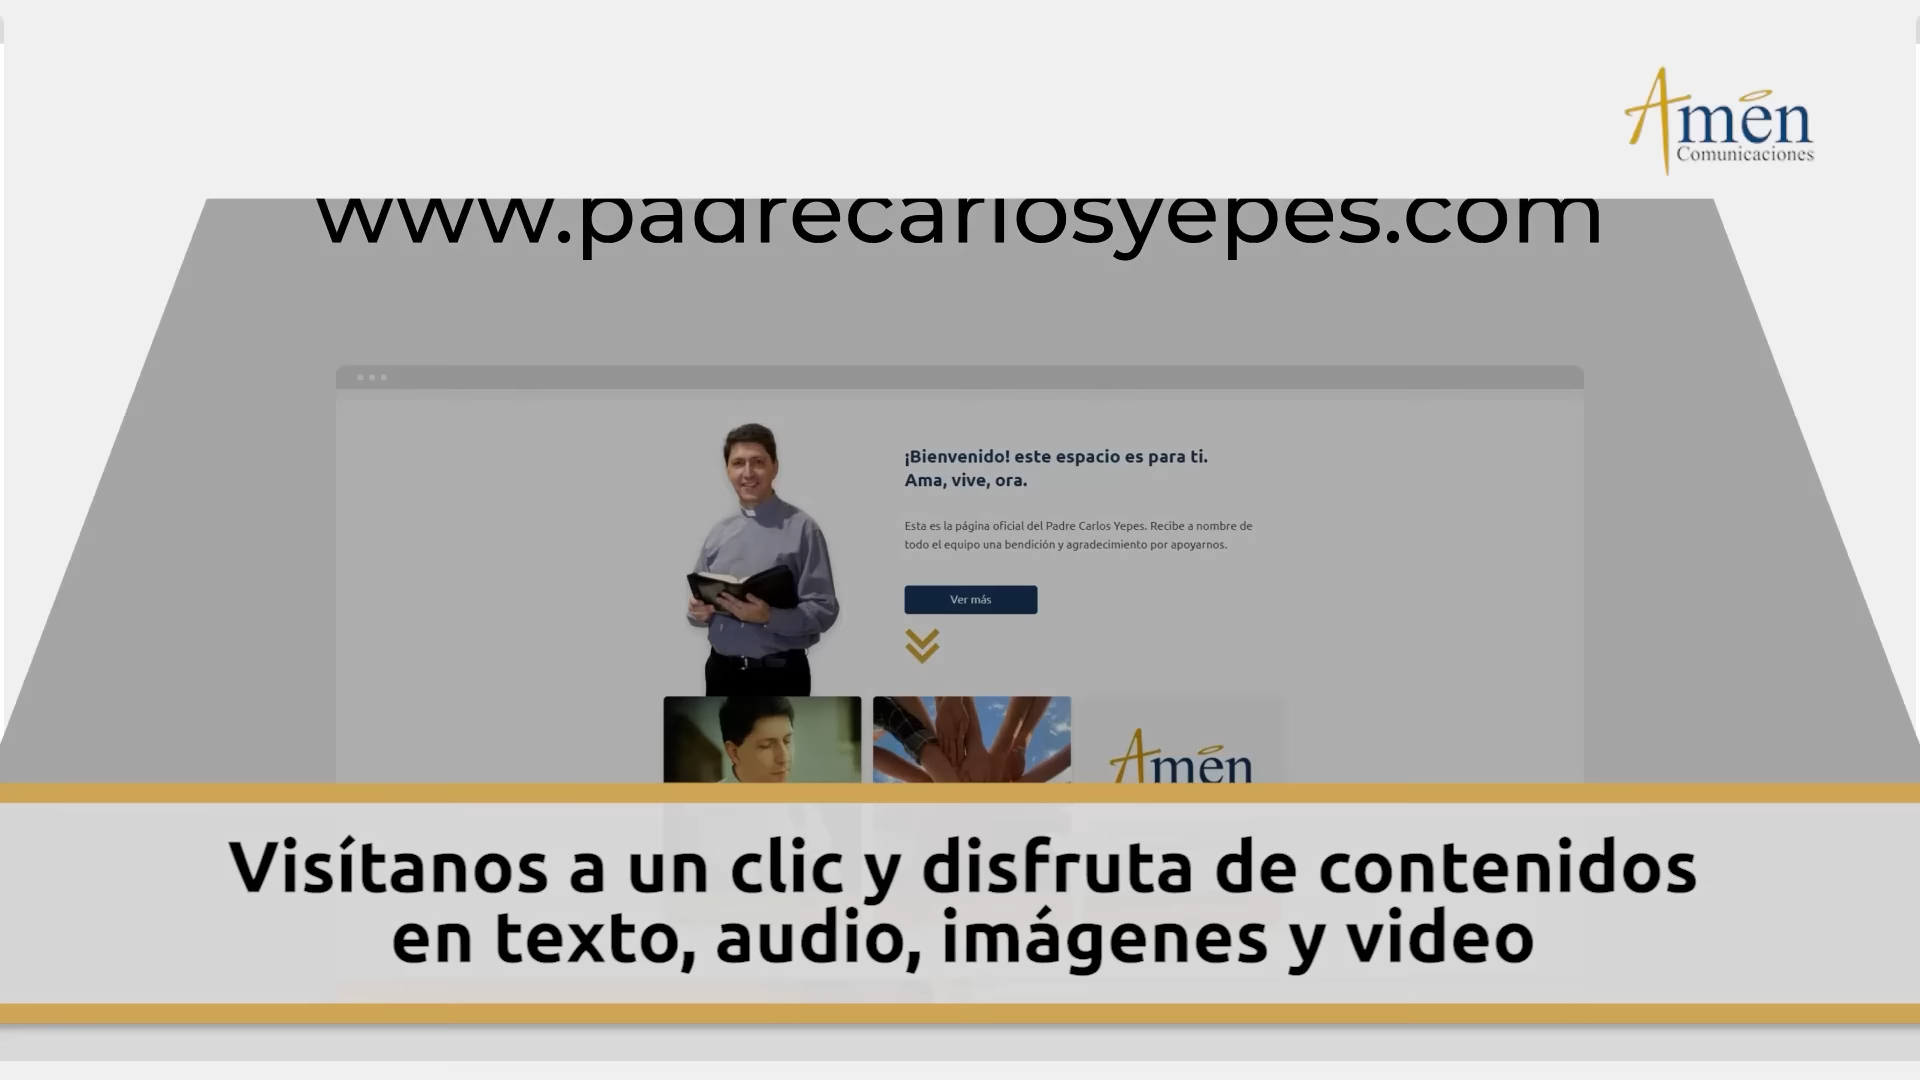 Amén
Comunicaciones
www.padrecarlosyepes.com
¡Bienvenido! este espacio es para ti.
Ama, vive, ora.
Esta es la página oficial del Padre Carlos Yepes. Recibe a nombre de
todo el equipo una bendición y agradecimiento por apoyarnos.
Ver más
Amén
Visítanos a un clic y disfruta de contenidos
en texto, audio, imágenes y video